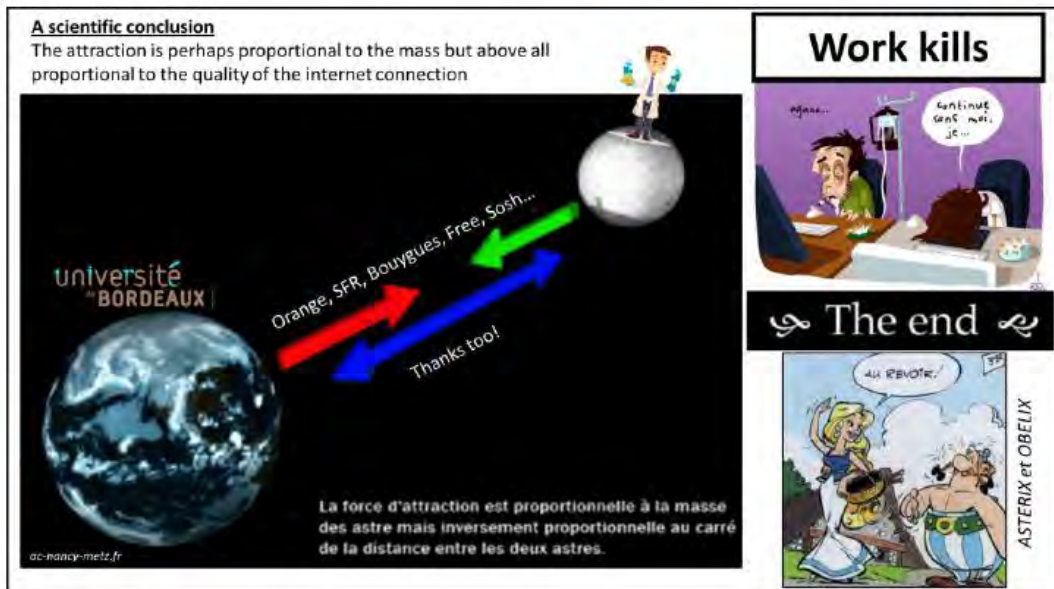 A scientific conclusion
The attraction is perhaps proportional to the mass but above all
proportional to the quality of the internet connection
université
de BORDEAUX
Orange, SFR, Bouygues, Free, Sosh...
Thanks too!
La force d'attraction est proportionnelle à la masse
des astre mais inversement proportionnelle au carré
de la distance entre les deux astres.
ac-nancy-metz.fr
Work kills
continue
sans moi,
je...
The end
AU REVOIR!
ASTERIX et OBELIX